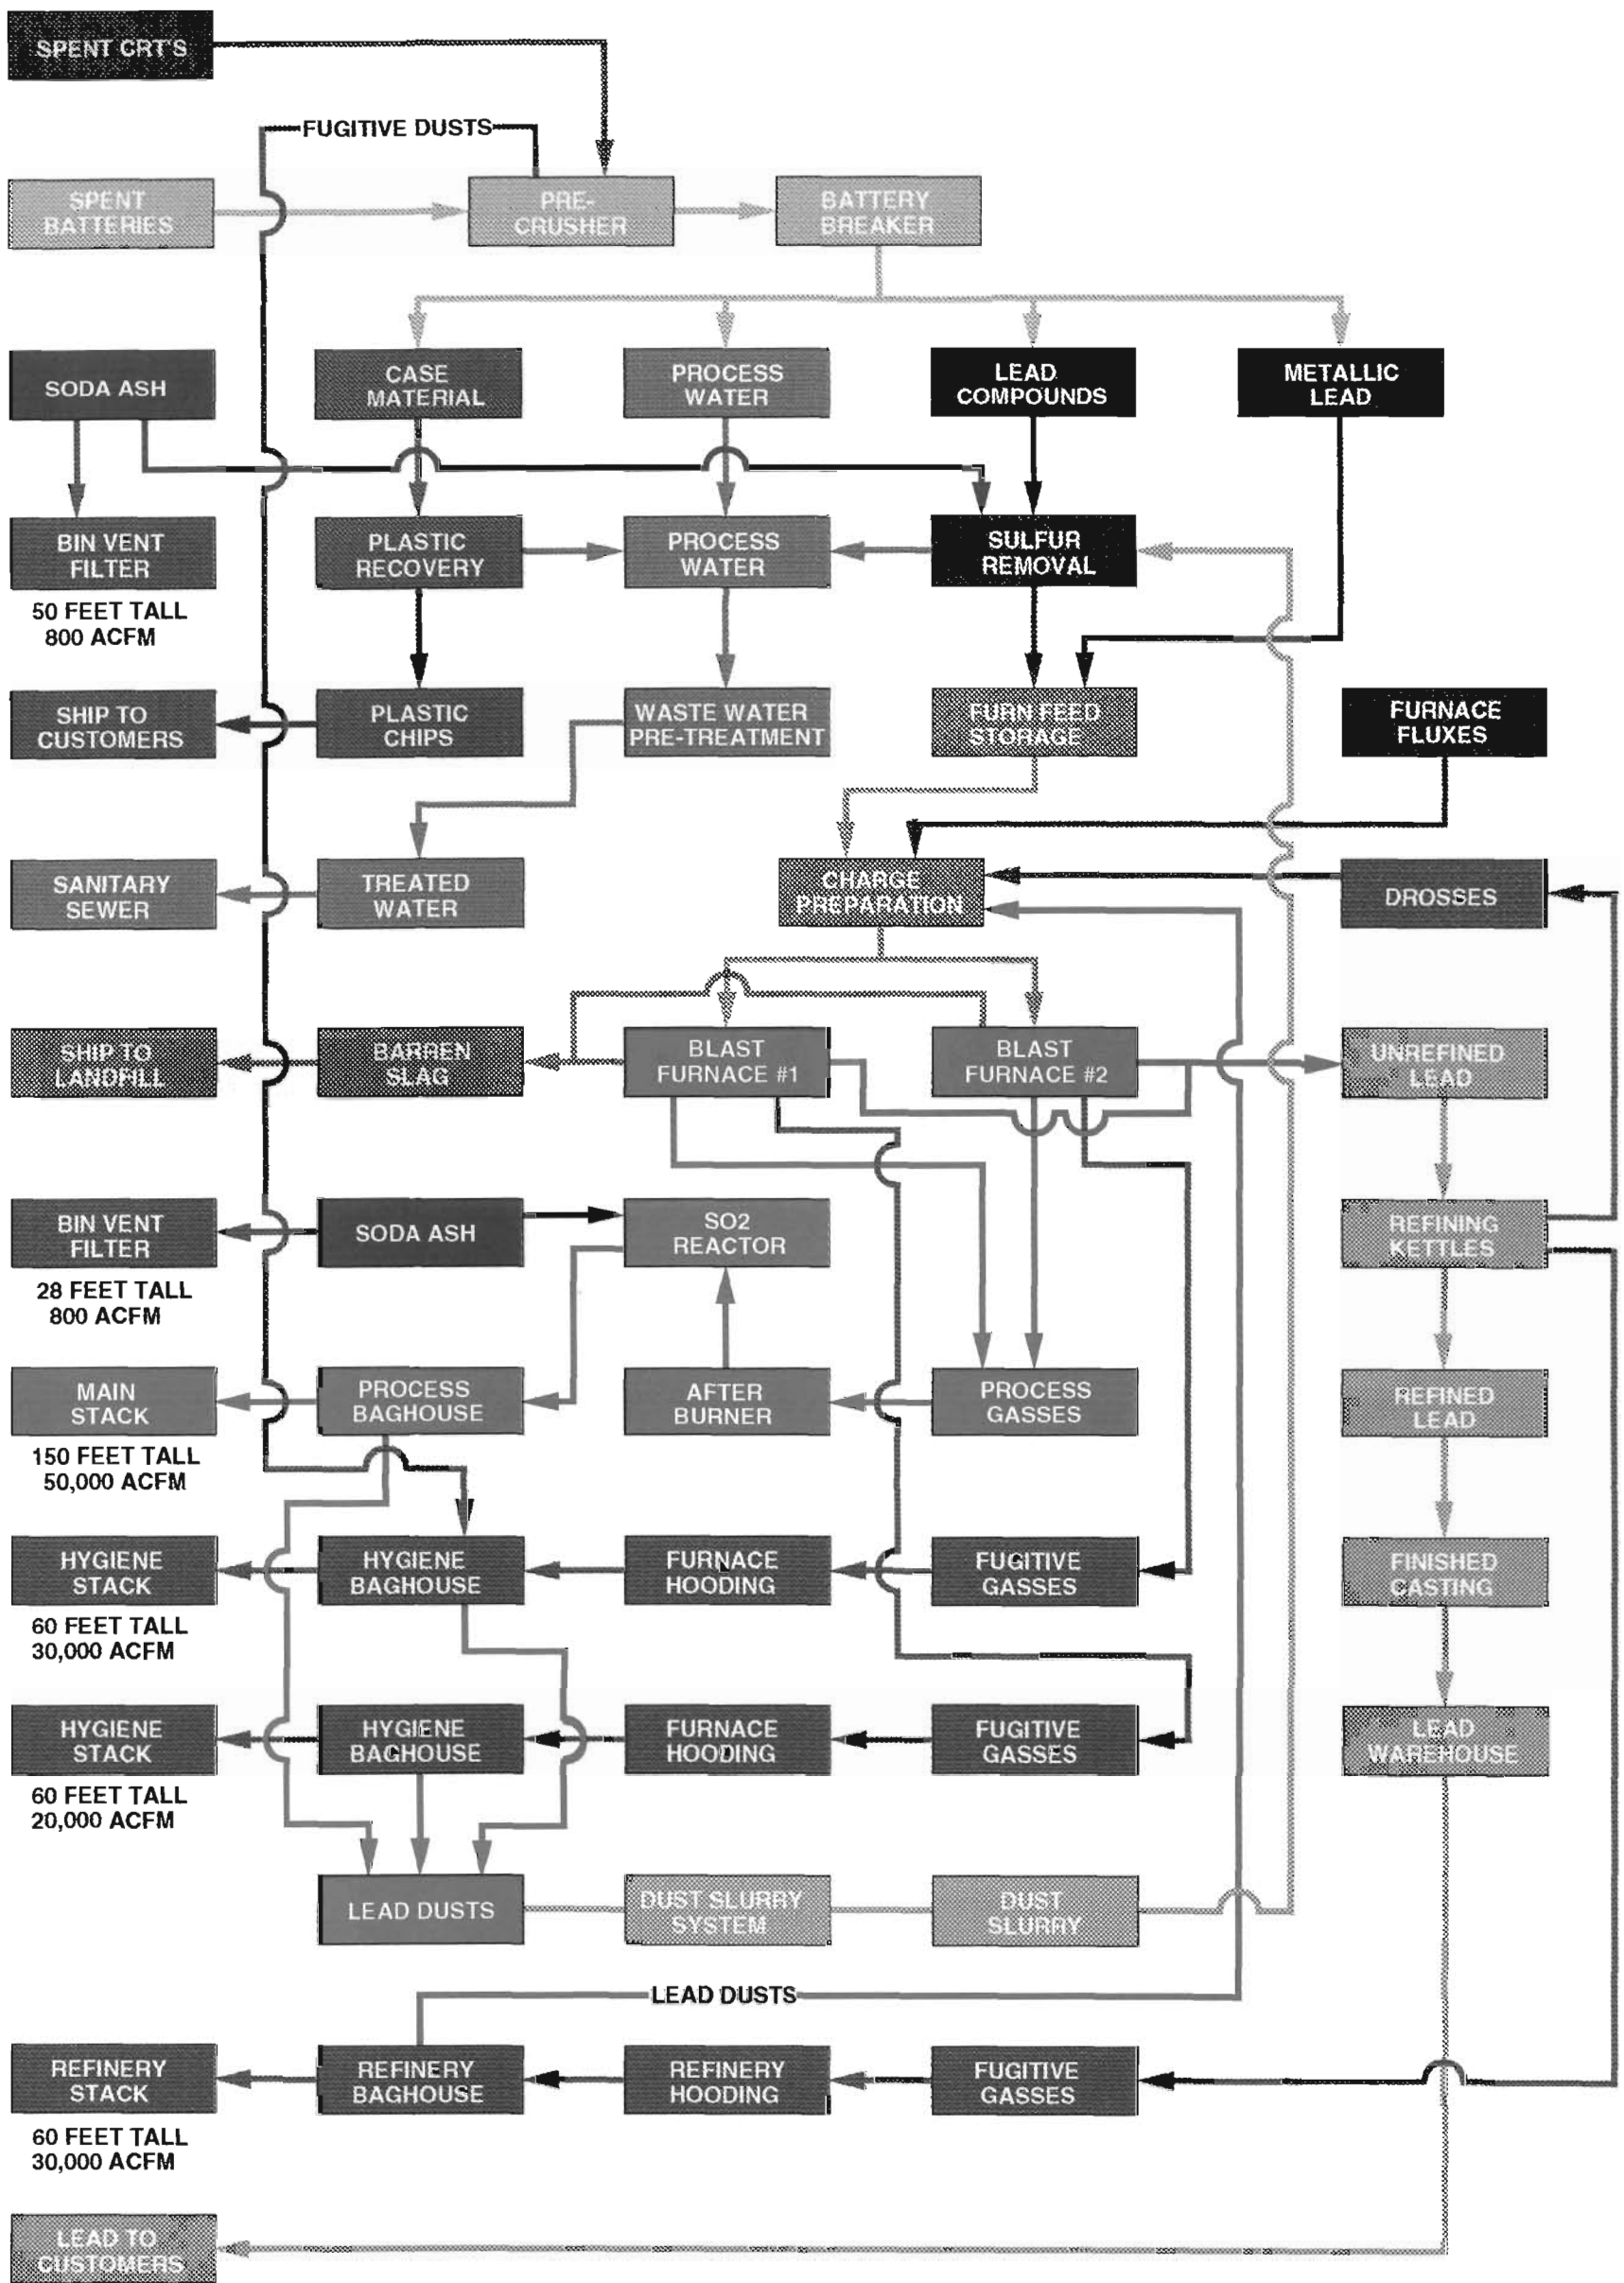 SPENT CRT'S
FUGITIVE DUSTS
SPENT
BATTERIES
PRE-
CRUSHER
BATTERY
BREAKER
SODA ASH
CASE
MATERIAL
PROCESS
WATER
LEAD
COMPOUNDS
METALLIC
LEAD
BIN VENT
FILTER
PLASTIC
RECOVERY
PROCESS
WATER
SULFUR
REMOVAL
50 FEET TALL
800 ACFM
SHIP TO
CUSTOMERS
PLASTIC
CHIPS
WASTE WATER
PRE-TREATMENT
FURN FEED
STORAGE
FURNACE
FLUXES
SANITARY
SEWER
TREATED
WATER
CHARGE
PREPARATION
DROSSES
SHIP TO
LANDFILL
BARREN
SLAG
BLAST
FURNACE #1
BLAST
FURNACE #2
UNREFINED
LEAD
BIN VENT
FILTER
SODA ASH
SO2
REACTOR
REFINING
KETTLES
28 FEET TALL
800 ACFM
MAIN
STACK
PROCESS
BAGHOUSE
AFTER
BURNER
PROCESS
GASSES
REFINED
LEAD
150 FEET TALL
50,000 ACFM
HYGIENE
STACK
HYGIENE
BAGHOUSE
FURNACE
HOODING
FUGITIVE
GASSES
FINISHED
CASTING
60 FEET TALL
30,000 ACFM
HYGIENE
STACK
HYGIENE
BAGHOUSE
FURNACE
HOODING
FUGITIVE
GASSES
LEAD
WAREHOUSE
60 FEET TALL
20,000 ACFM
LEAD DUSTS
DUST SLURRY
SYSTEM
DUST
SLURRY
LEAD DUSTS
REFINERY
STACK
REFINERY
BAGHOUSE
REFINERY
HOODING
FUGITIVE
GASSES
60 FEET TALL
30,000 ACFM
LEAD TO
CUSTOMERS